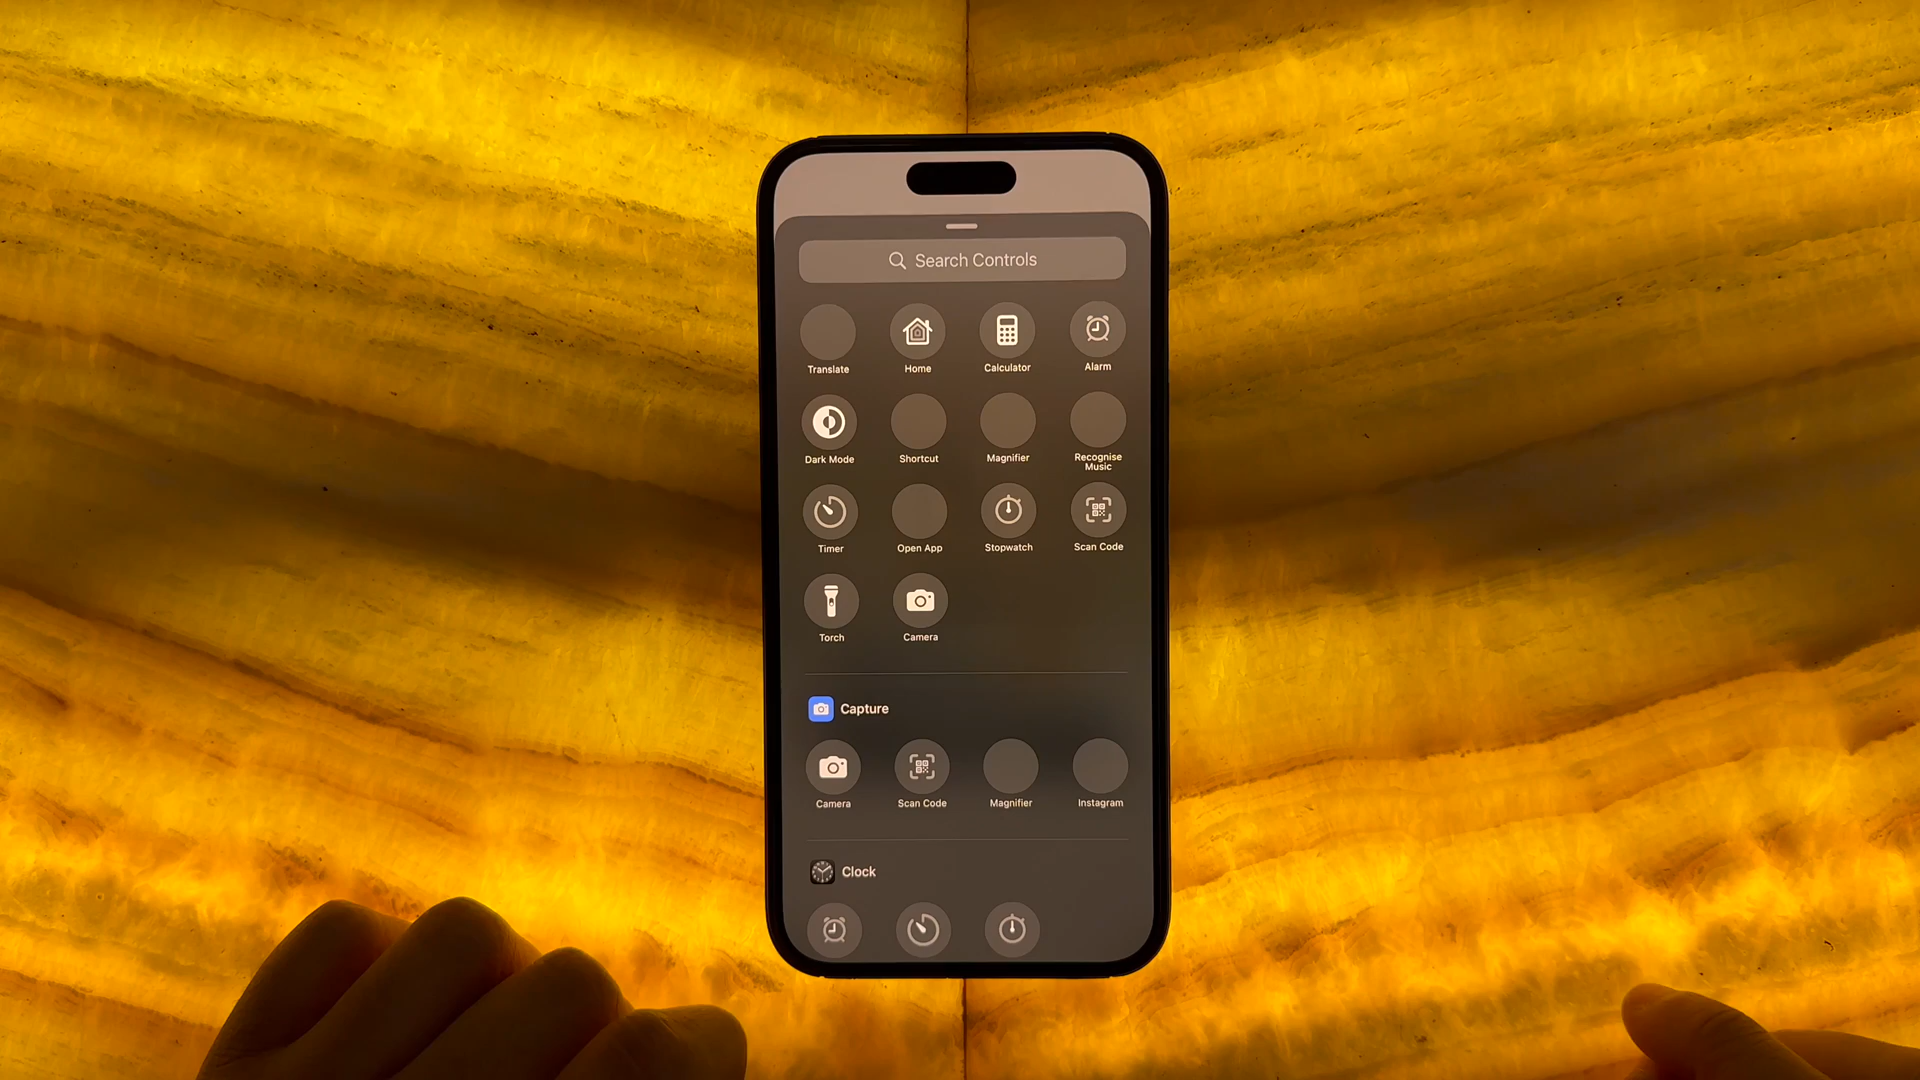 Search Controls
Translate
Home
Calculator
Alarm
Dark Mode
Shortcut
Magnifier
Recognise
Music
Timer
Open App
Stopwatch
Scan Code
Torch
Camera
Capture
Camera
Scan Code
Magnifier
Instagram
Clock